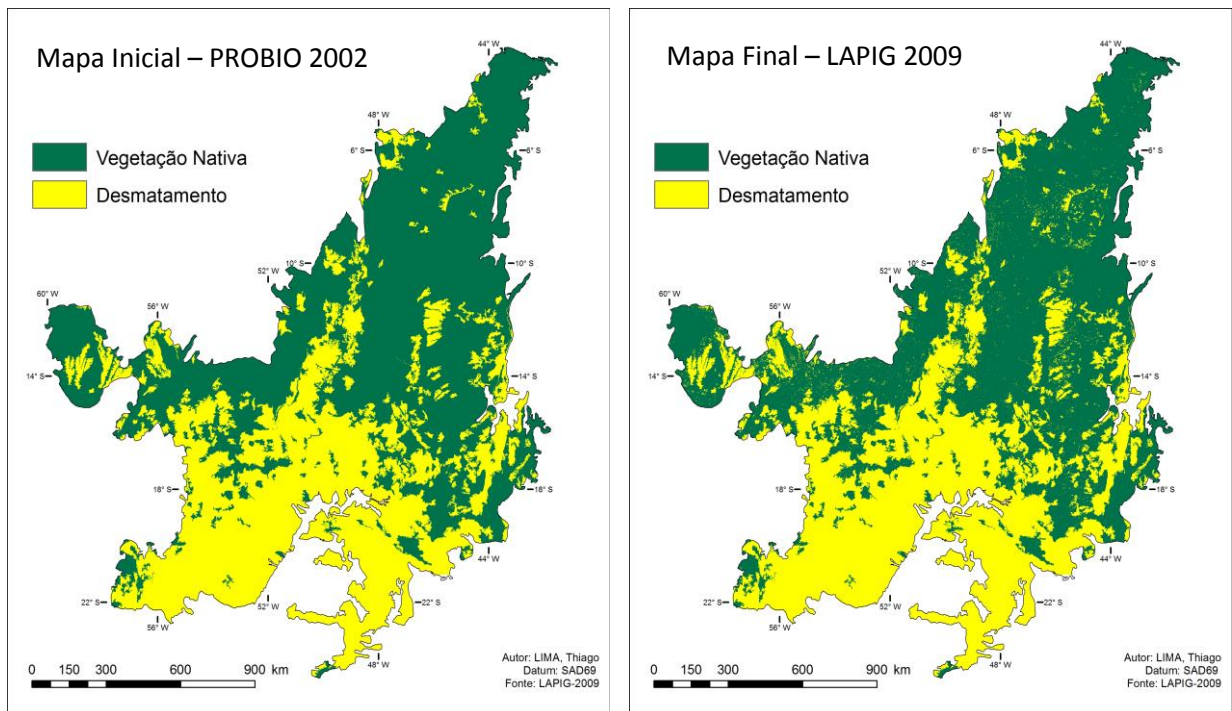 Mapa Inicial – PROBIO 2002
Vegetação Nativa
Desmatamento
44° W
48° W
6° S
6° S
10° S
10° S
52° W
60° W
56° W
14° S
14° S
18° S
18° S
44° W
22° S
22° S
56° W
52° W
48° W
0 150 300 600 900 km
Autor: LIMA, Thiago
Datum: SAD69
Fonte: LAPIG-2009
Mapa Final – LAPIG 2009
Vegetação Nativa
Desmatamento
44° W
48° W
6° S
6° S
10° S
10° S
52° W
60° W
56° W
14° S
14° S
18° S
18° S
44° W
22° S
22° S
56° W
52° W
48° W
0 150 300 600 900 km
Autor: LIMA, Thiago
Datum: SAD69
Fonte: LAPIG-2009